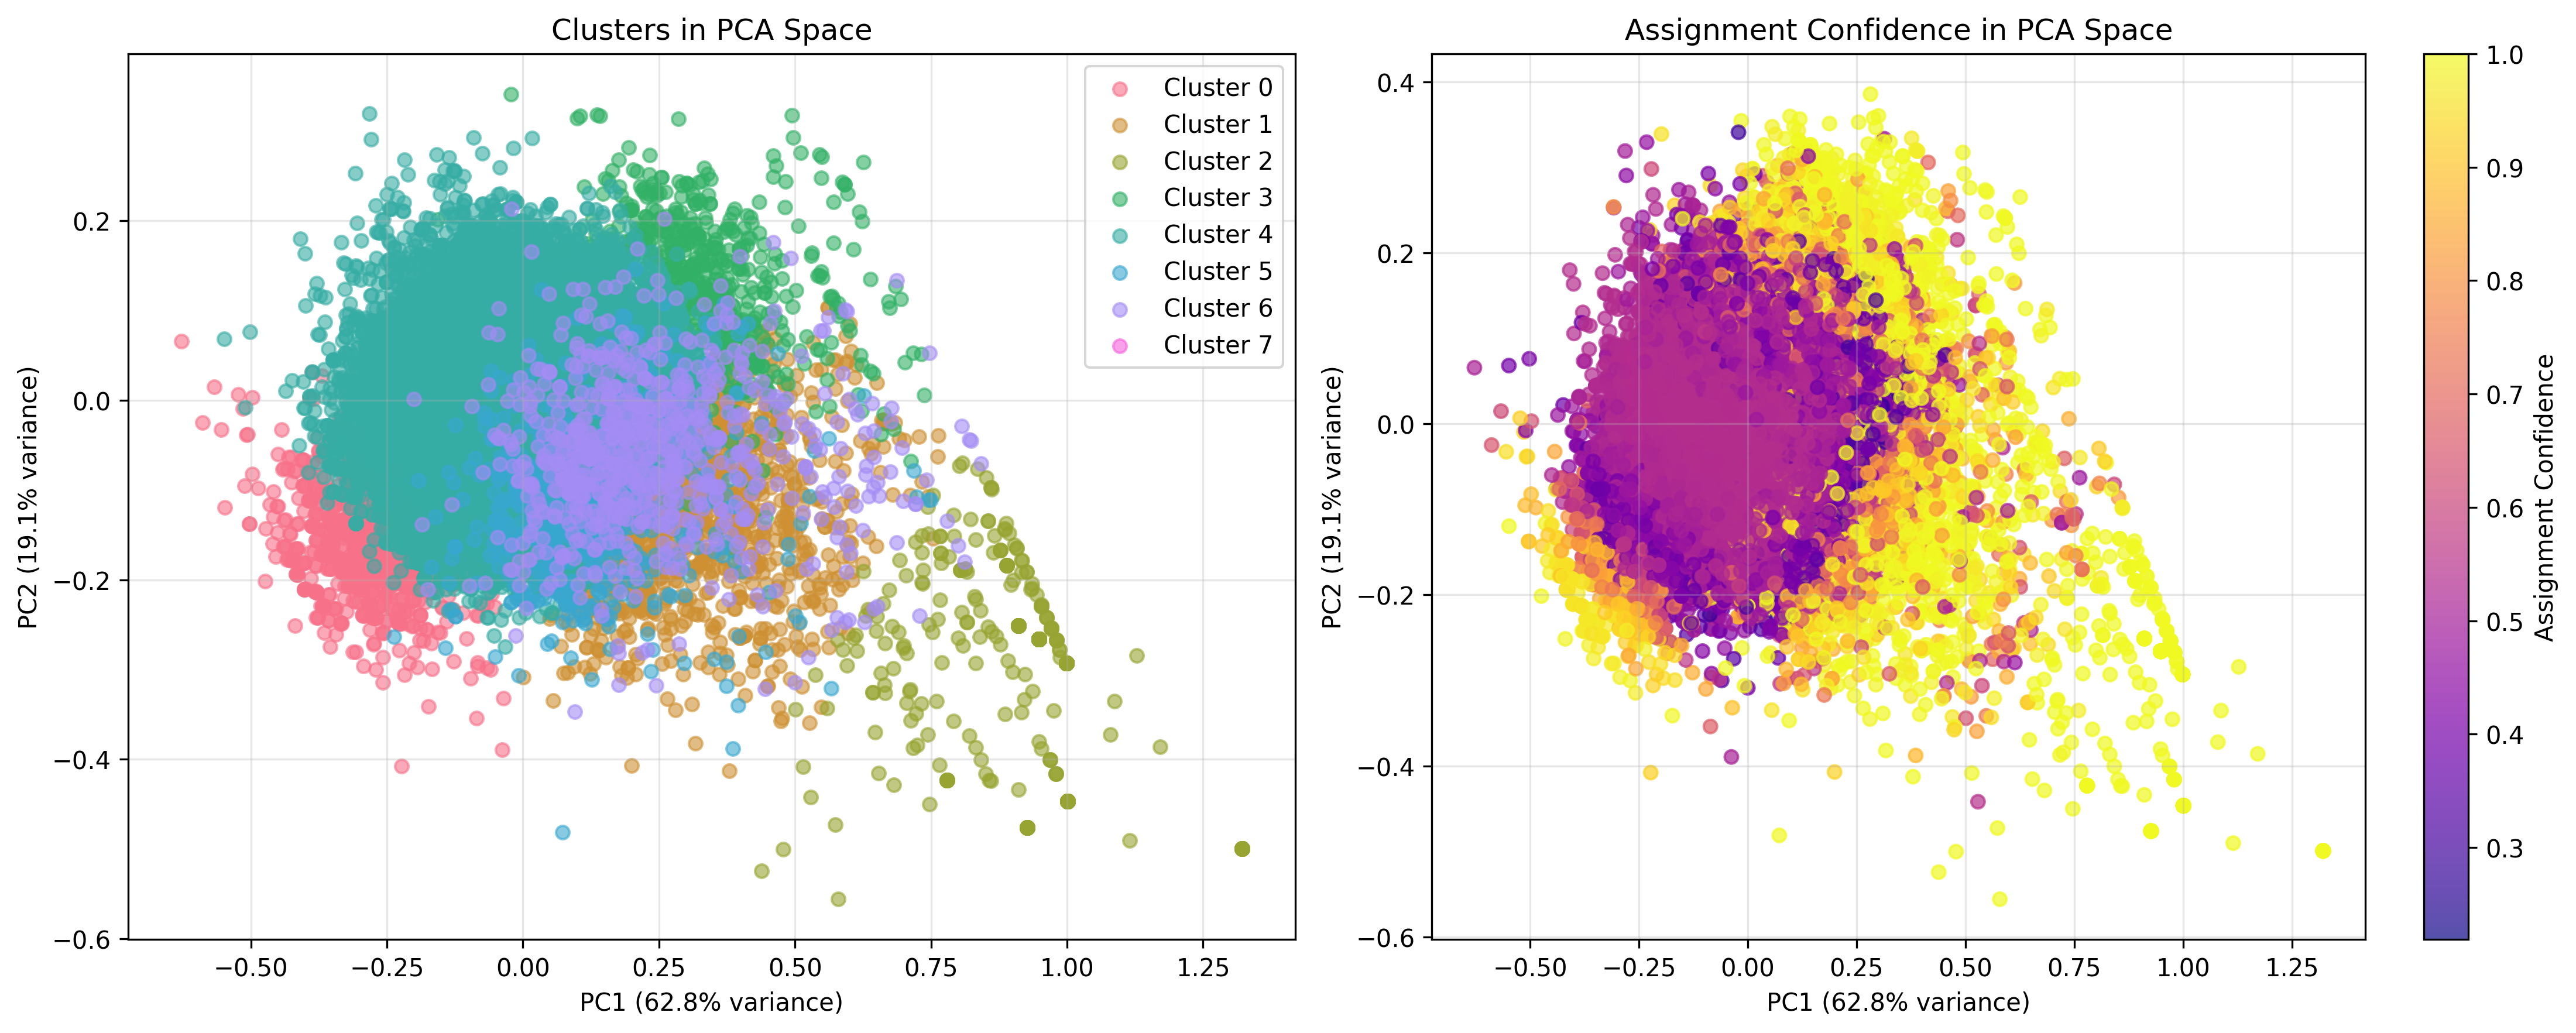 Clusters in PCA Space
Cluster 0
Cluster 1
Cluster 2
Cluster 3
Cluster 4
Cluster 5
Cluster 6
Cluster 7
0.2
0.0
−0.2
−0.4
−0.6
PC2 (19.1% variance)
−0.50
−0.25
0.00
0.25
0.50
0.75
1.00
1.25
PC1 (62.8% variance)
Assignment Confidence in PCA Space
0.4
0.2
0.0
−0.2
−0.4
−0.6
PC2 (19.1% variance)
−0.50
−0.25
0.00
0.25
0.50
0.75
1.00
1.25
PC1 (62.8% variance)
1.0
0.9
0.8
0.7
0.6
0.5
0.4
0.3
Assignment Confidence